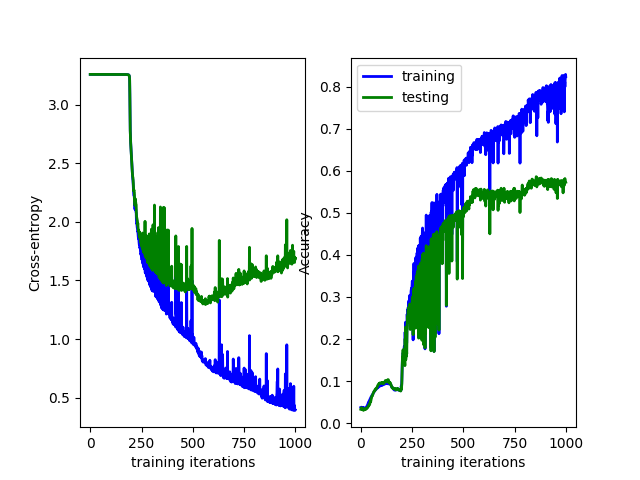 Cross-entropy
3.0
2.5
2.0
1.5
1.0
0.5
0 250 500 750 1000
training iterations
Accuracy
0.8
0.7
0.6
0.5
0.4
0.3
0.2
0.1
0.0
0 250 500 750 1000
training iterations
training
testing